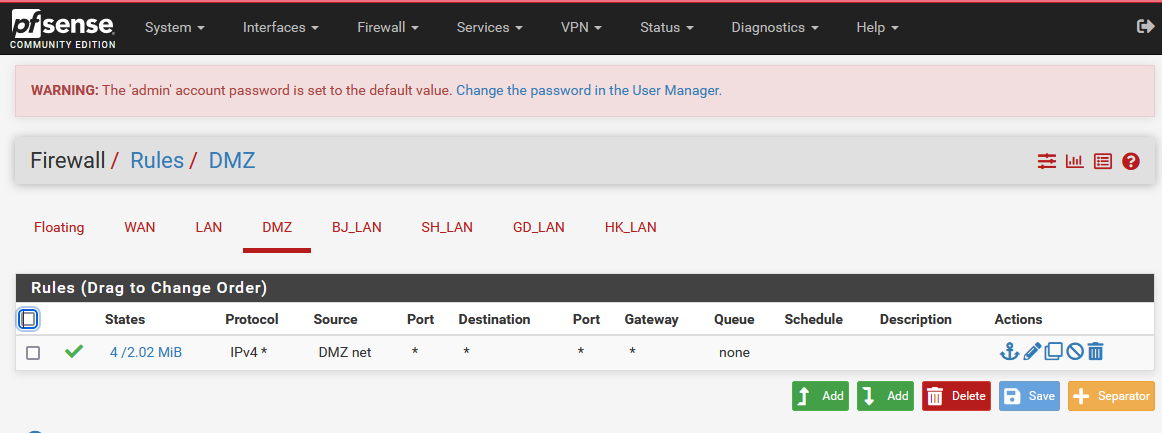 pfsense
COMMUNITY EDITION
System Interfaces Firewall Services VPN Status Diagnostics Help
WARNING: The 'admin' account password is set to the default value. Change the password in the User Manager.
Firewall / Rules / DMZ
Floating WAN LAN DMZ BJ_LAN SH_LAN GD_LAN HK_LAN
Rules (Drag to Change Order)
States Protocol Source Port Destination Port Gateway Queue Schedule Description Actions
4 /2.02 MiB IPv4 * DMZ net * * * * none
Add Add Delete Save Separator